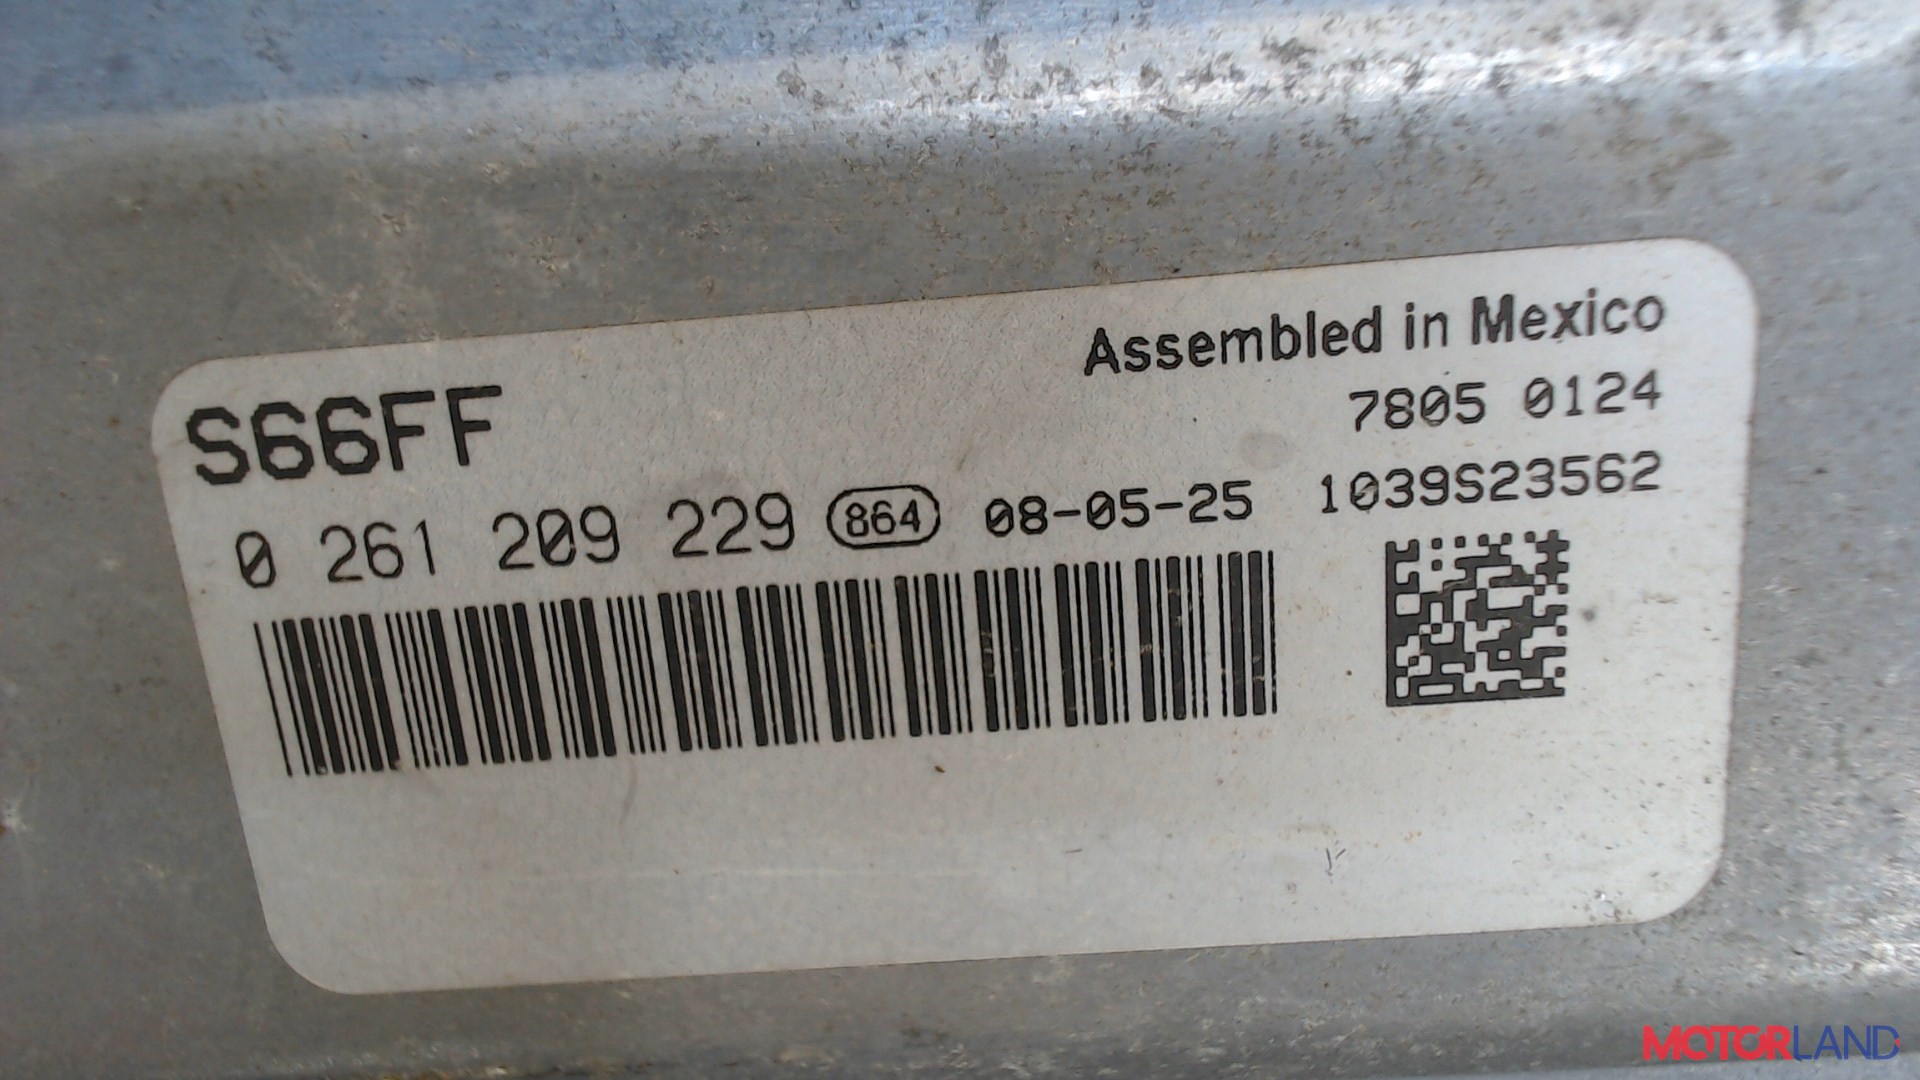 S66FF
Assembled in Mexico
7805 0124
0 261 209 229 864 08-05-25 1039S23562
MOTORLAND